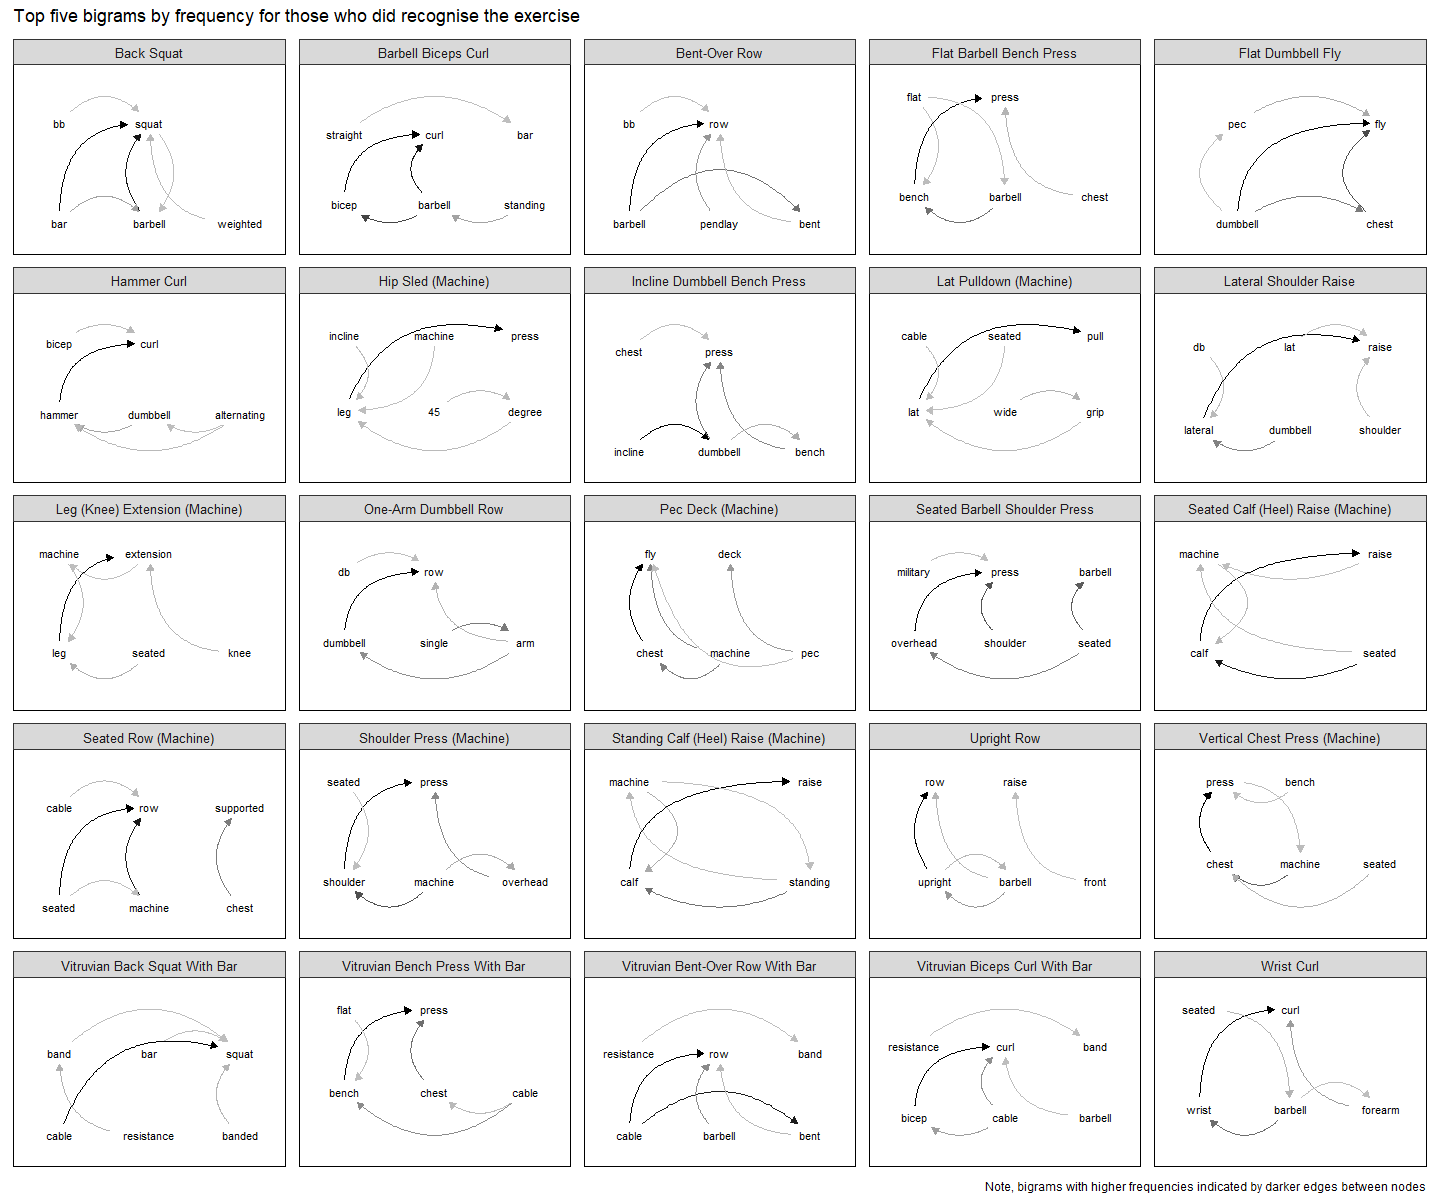 Top five bigrams by frequency for those who did recognise the exercise
Back Squat
bb squat
bar barbell weighted
Barbell Biceps Curl
straight curl bar
bicep barbell standing
Bent-Over Row
bb row
barbell pendlay bent
Flat Barbell Bench Press
flat press
bench barbell chest
Flat Dumbbell Fly
pec fly
dumbbell chest
Hammer Curl
bicep curl
hammer dumbbell alternating
Hip Sled (Machine)
incline machine press
leg 45 degree
Incline Dumbbell Bench Press
chest press
incline dumbbell bench
Lat Pulldown (Machine)
cable seated pull
lat wide grip
Lateral Shoulder Raise
db lat raise
lateral dumbbell shoulder
Leg (Knee) Extension (Machine)
machine extension
leg seated knee
One-Arm Dumbbell Row
db row
dumbbell single arm
Pec Deck (Machine)
fly deck
chest machine pec
Seated Barbell Shoulder Press
military press barbell
overhead shoulder seated
Seated Calf (Heel) Raise (Machine)
machine raise
calf seated
Seated Row (Machine)
cable row supported
seated machine chest
Shoulder Press (Machine)
seated press
shoulder machine overhead
Standing Calf (Heel) Raise (Machine)
machine raise
calf standing
Upright Row
row raise
upright barbell front
Vertical Chest Press (Machine)
press bench
chest machine seated
Vitruvian Back Squat With Bar
band bar squat
cable resistance banded
Vitruvian Bench Press With Bar
flat press
bench chest cable
Vitruvian Bent-Over Row With Bar
resistance row band
cable barbell bent
Vitruvian Biceps Curl With Bar
resistance curl band
bicep cable barbell
Wrist Curl
seated curl
wrist barbell forearm
Note, bigrams with higher frequencies indicated by darker edges between nodes